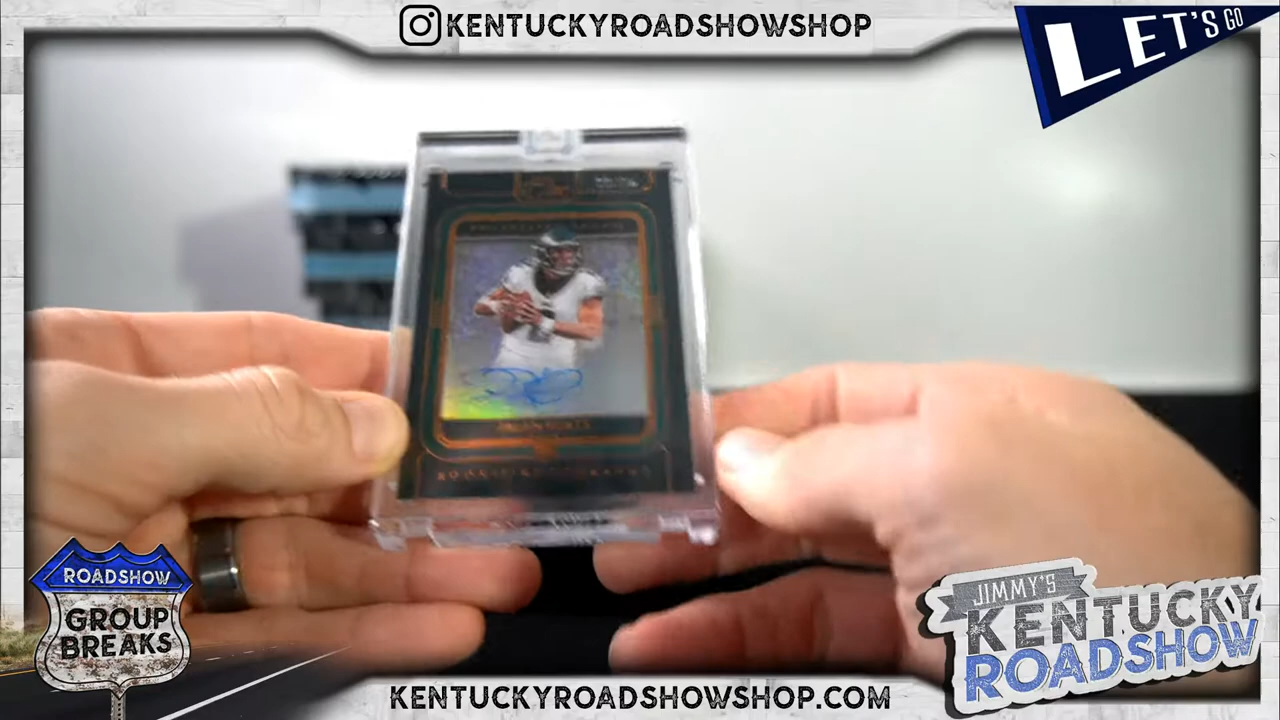 KENTUCKYROADSHOWSHOP
LET'S GO
ROADSHOW
GROUP
BREAKS
JIMMY'S
KENTUCKY
ROADSHOW
KENTUCKYROADSHOWSHOP.COM